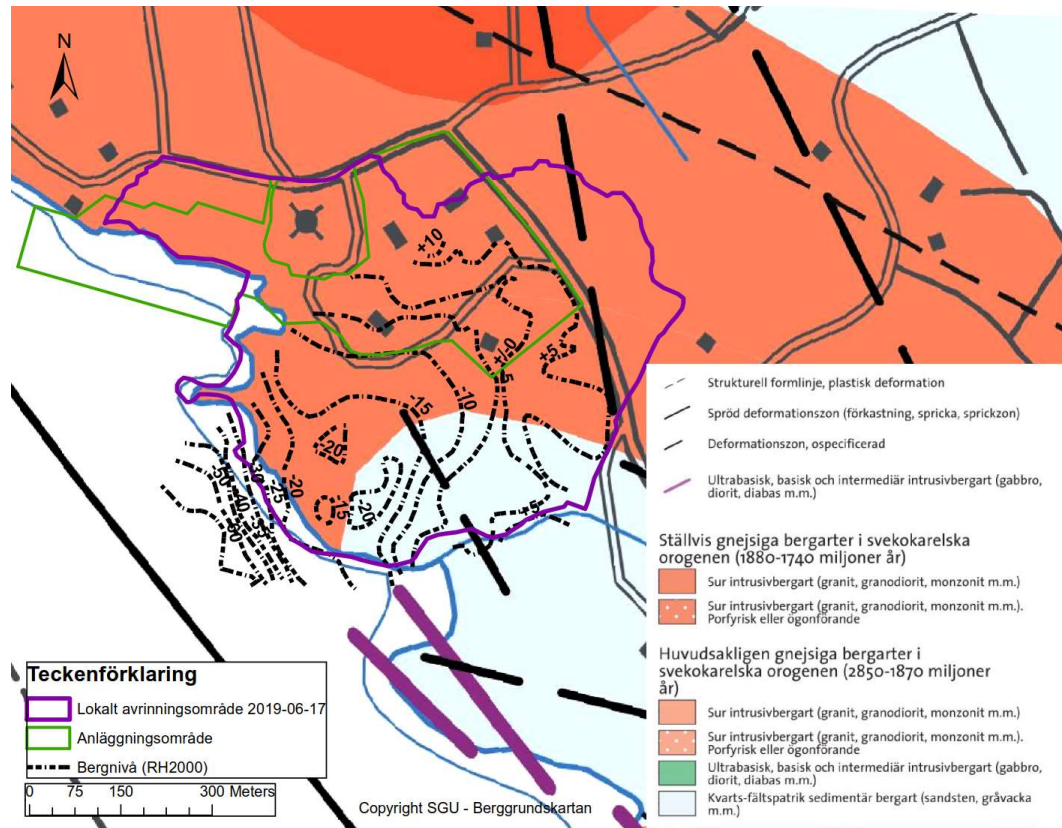 N
+10
+/-0
+5
-5
-10
-15
-20
-15
-20
-20
-25
-30
-40
-50
Strukturell formlinje, plastisk deformation
Spröd deformationszon (förkastning, spricka, sprickzon)
Deformationszon, ospecificerad
Ultrabasisk, basisk och intermediär intrusivbergart (gabbro,
diorit, diabas m.m.)
Ställvis gnejsiga bergarter i svekokarelska
orogenen (1880-1740 miljoner år)
Sur intrusivbergart (granit, granodiorit, monzonit m.m.)
Sur intrusivbergart (granit, granodiorit, monzonit m.m.).
Porfyrisk eller ögonförande
Huvudsakligen gnejsiga bergarter i
svekokarelska orogenen (2850-1870 miljoner
år)
Sur intrusivbergart (granit, granodiorit, monzonit m.m.)
Sur intrusivbergart (granit, granodiorit, monzonit m.m.).
Porfyrisk eller ögonförande
Ultrabasisk, basisk och intermediär intrusivbergart (gabbro,
diorit, diabas m.m.)
Kvarts-fältspatrik sedimentär bergart (sandsten, gråvacka
m.m.)
Teckenförklaring
Lokalt avrinningsområde 2019-06-17
Anläggningsområde
Bergnivå (RH2000)
0 75 150 300 Meters
Copyright SGU - Berggrundskartan